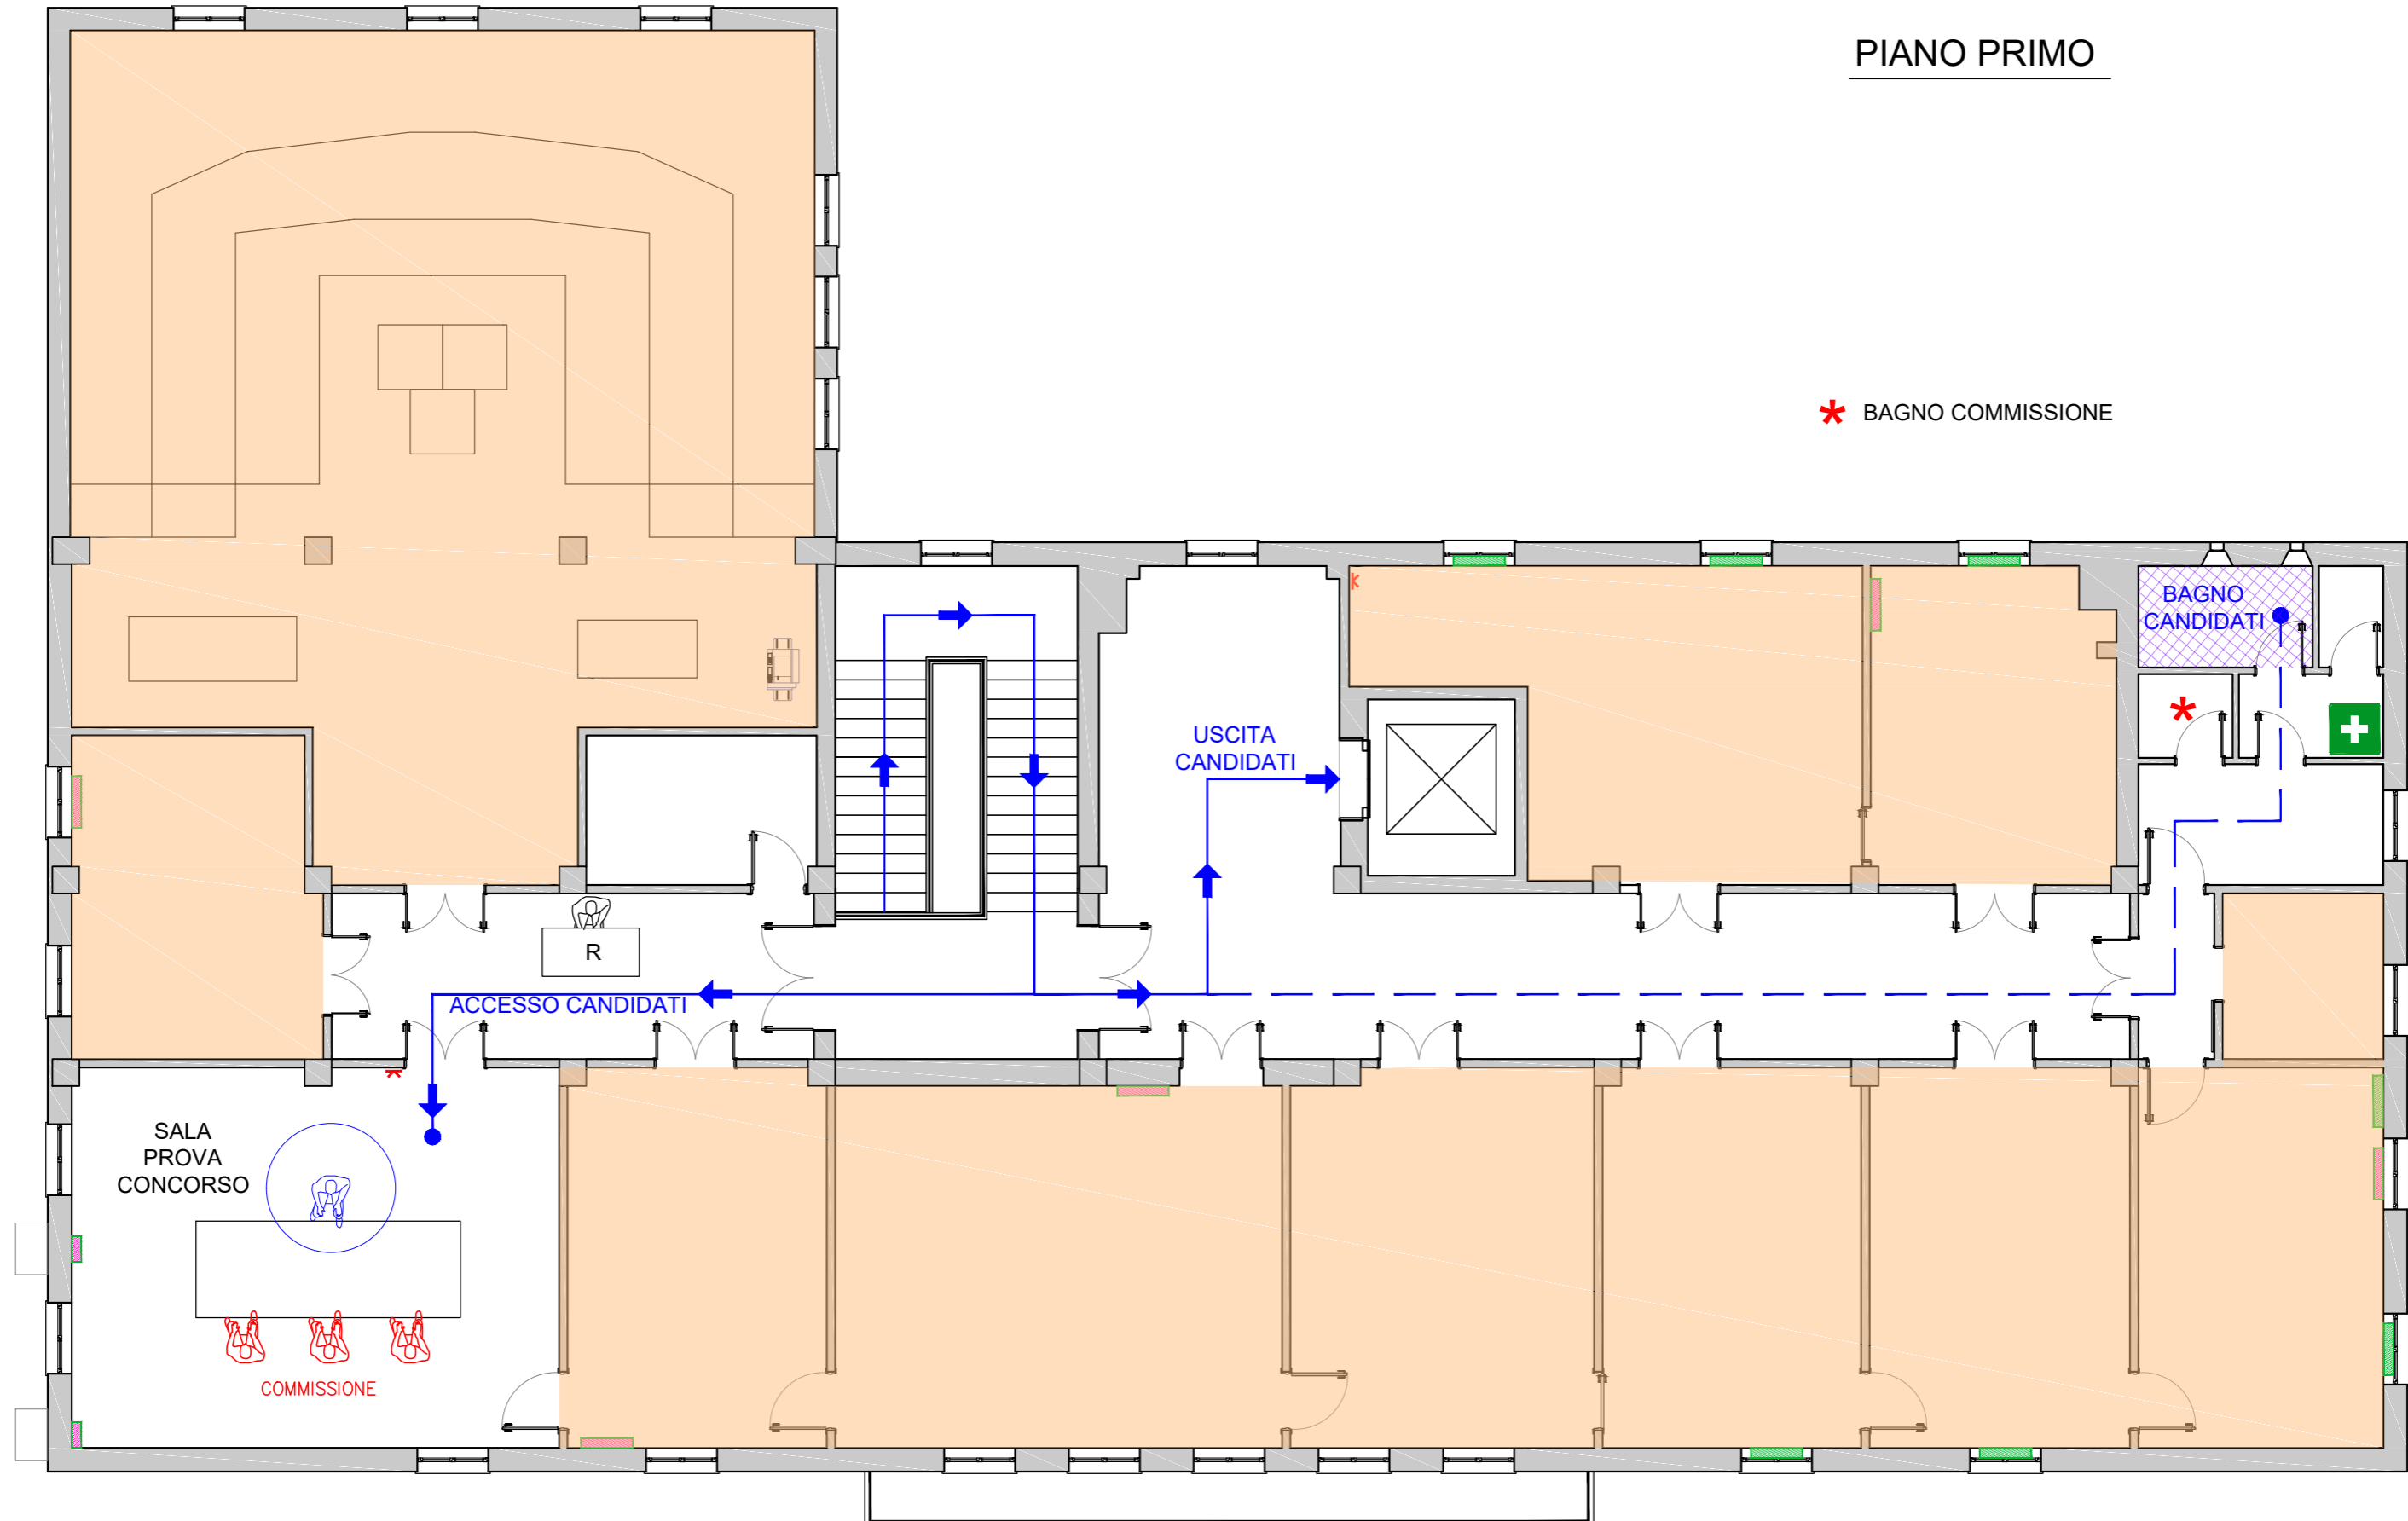 PIANO PRIMO
* BAGNO COMMISSIONE
BAGNO
CANDIDATI
*
USCITA
CANDIDATI
R
ACCESSO CANDIDATI
SALA
PROVA
CONCORSO
COMMISSIONE